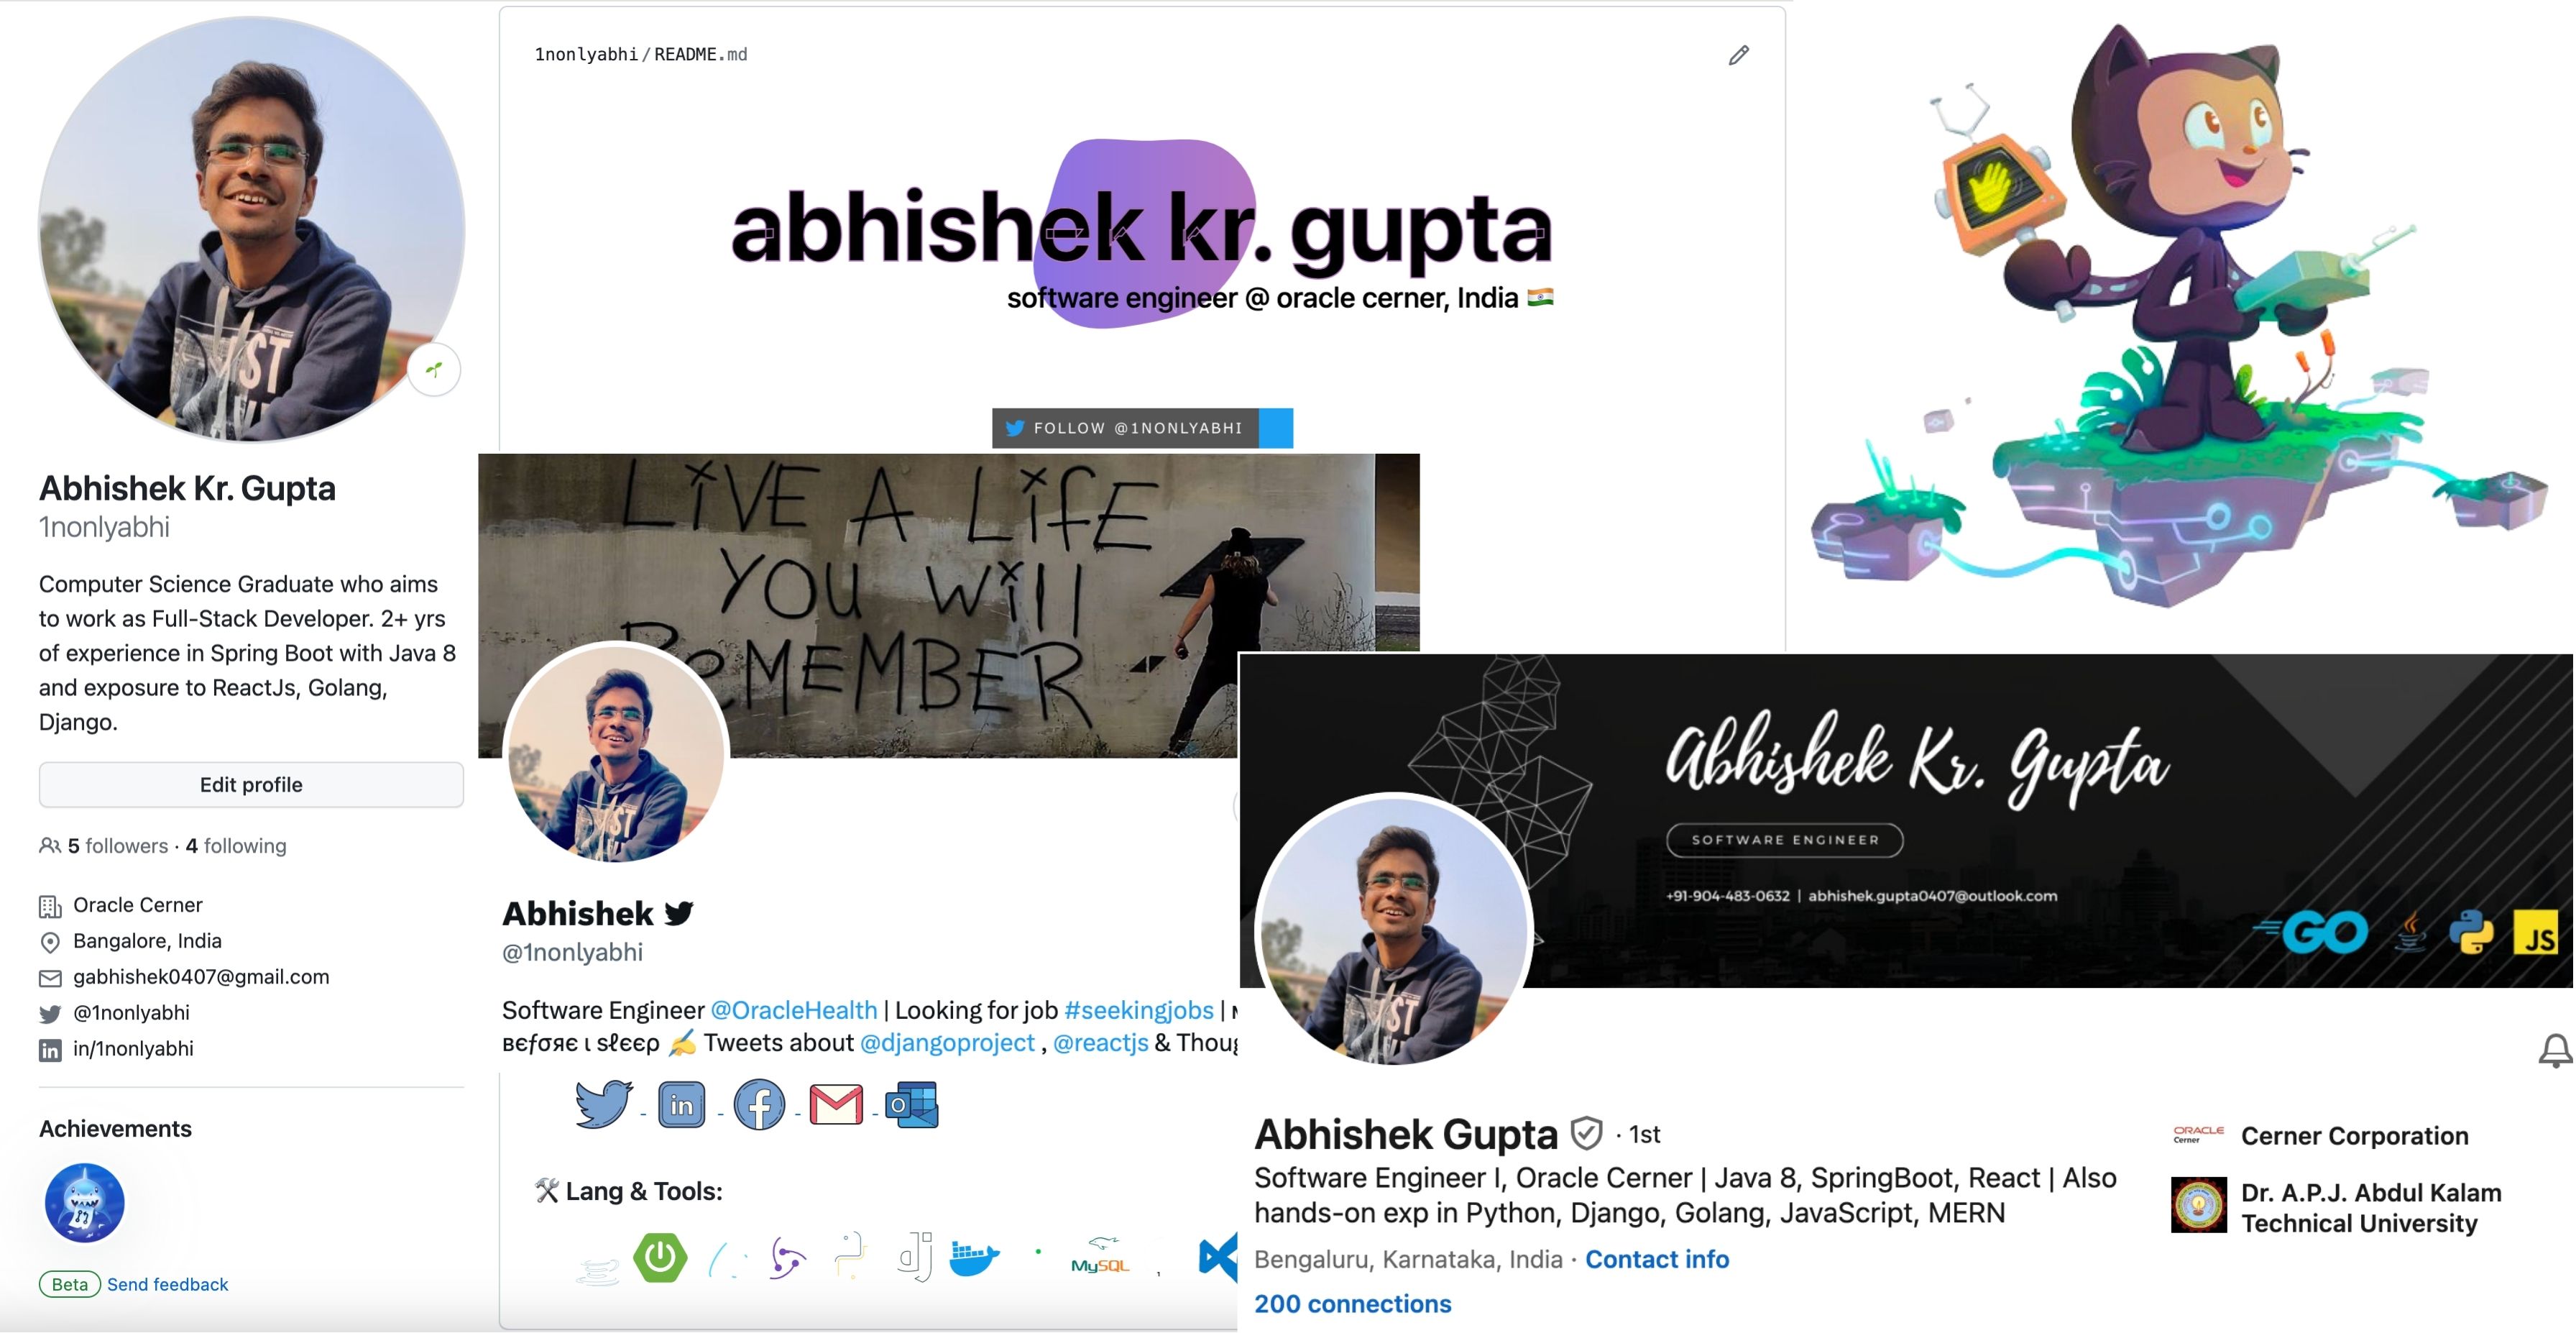 Abhishek Kr. Gupta
1nonlyabhi
Computer Science Graduate who aims
to work as Full-Stack Developer. 2+ yrs
of experience in Spring Boot with Java 8
and exposure to ReactJs, Golang,
Django.
Edit profile
5 followers · 4 following
Oracle Cerner
Bangalore, India
gabhishek0407@gmail.com
@1nonlyabhi
in/1nonlyabhi
Achievements
Beta Send feedback
1nonlyabhi/README.md
abhishek kr. gupta
software engineer @ oracle cerner, India 🇮🇳
FOLLOW @1NONLYABHI
LiVE A LifE
YOU Will
ReMEMBER
Abhishek
@1nonlyabhi
Software Engineer @OracleHealth | Looking for job #seekingjobs |
вєfσяє ι ѕℓєєρ ✍️ Tweets about @djangoproject , @reactjs &
in
f
O
🛠 Lang & Tools:
dj
MySQL
Abhishek Kr. Gupta
SOFTWARE ENGINEER
+91-904-483-0632 | abhishek.gupta0407@outlook.com
GO
JS
Abhishek Gupta · 1st
Software Engineer I, Oracle Cerner | Java 8, SpringBoot, React | Also
hands-on exp in Python, Django, Golang, JavaScript, MERN
Bengaluru, Karnataka, India · Contact info
200 connections
ORACLE
Cerner
Cerner Corporation
Dr. A.P.J. Abdul Kalam
Technical University